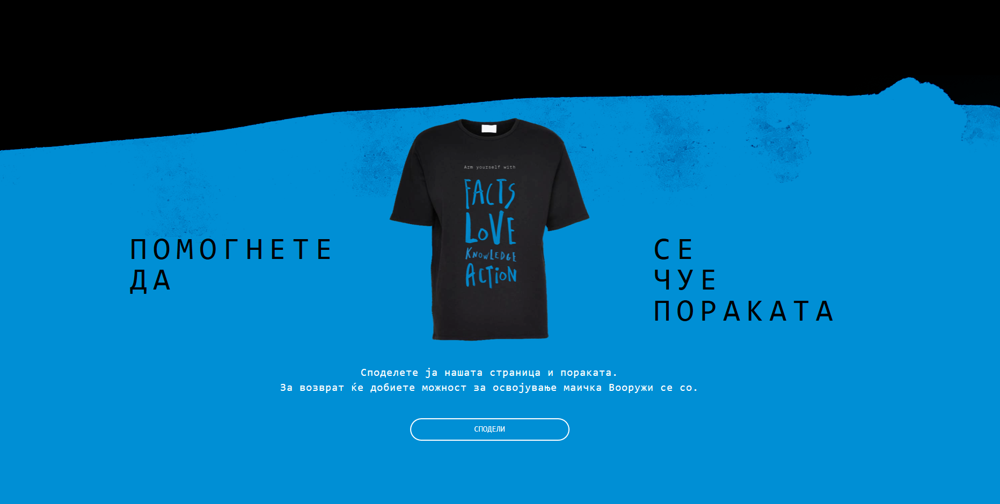 ПОМОГНЕТЕ
ДА
Arm yourself with
FACTS
LOVE
KNOWLEDGE
ACTION
СЕ
ЧУЕ
ПОРАКАТА
Споделете ја нашата страница и пораката.
За возврат ќе добиете можност за освојување маичка Вооружи се со.
СПОДЕЛИ